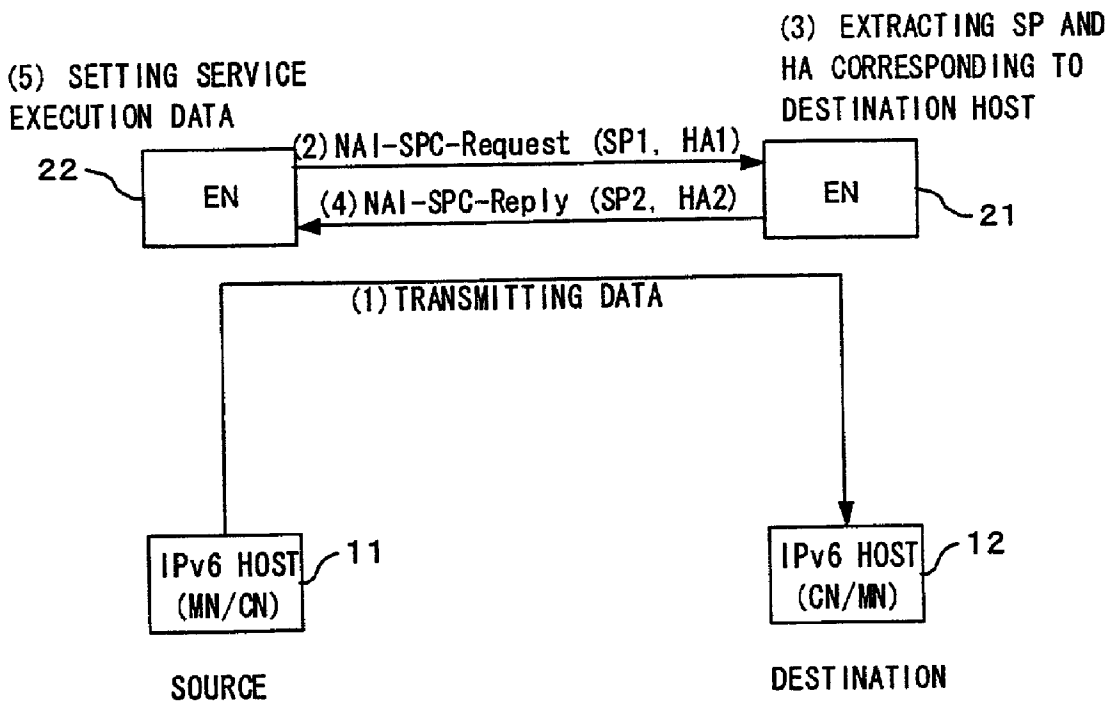 (3) EXTRACTING SP AND
HA CORRESPONDING TO
DESTINATION HOST
(5) SETTING SERVICE
EXECUTION DATA
(2) NAI-SPC-Request (SP1, HA1)
22
EN
EN
(4) NAI-SPC-Reply (SP2, HA2)
21
(1) TRANSMITTING DATA
IPv6 HOST
(MN/CN)
11
IPv6 HOST
(CN/MN)
12
SOURCE
DESTINATION